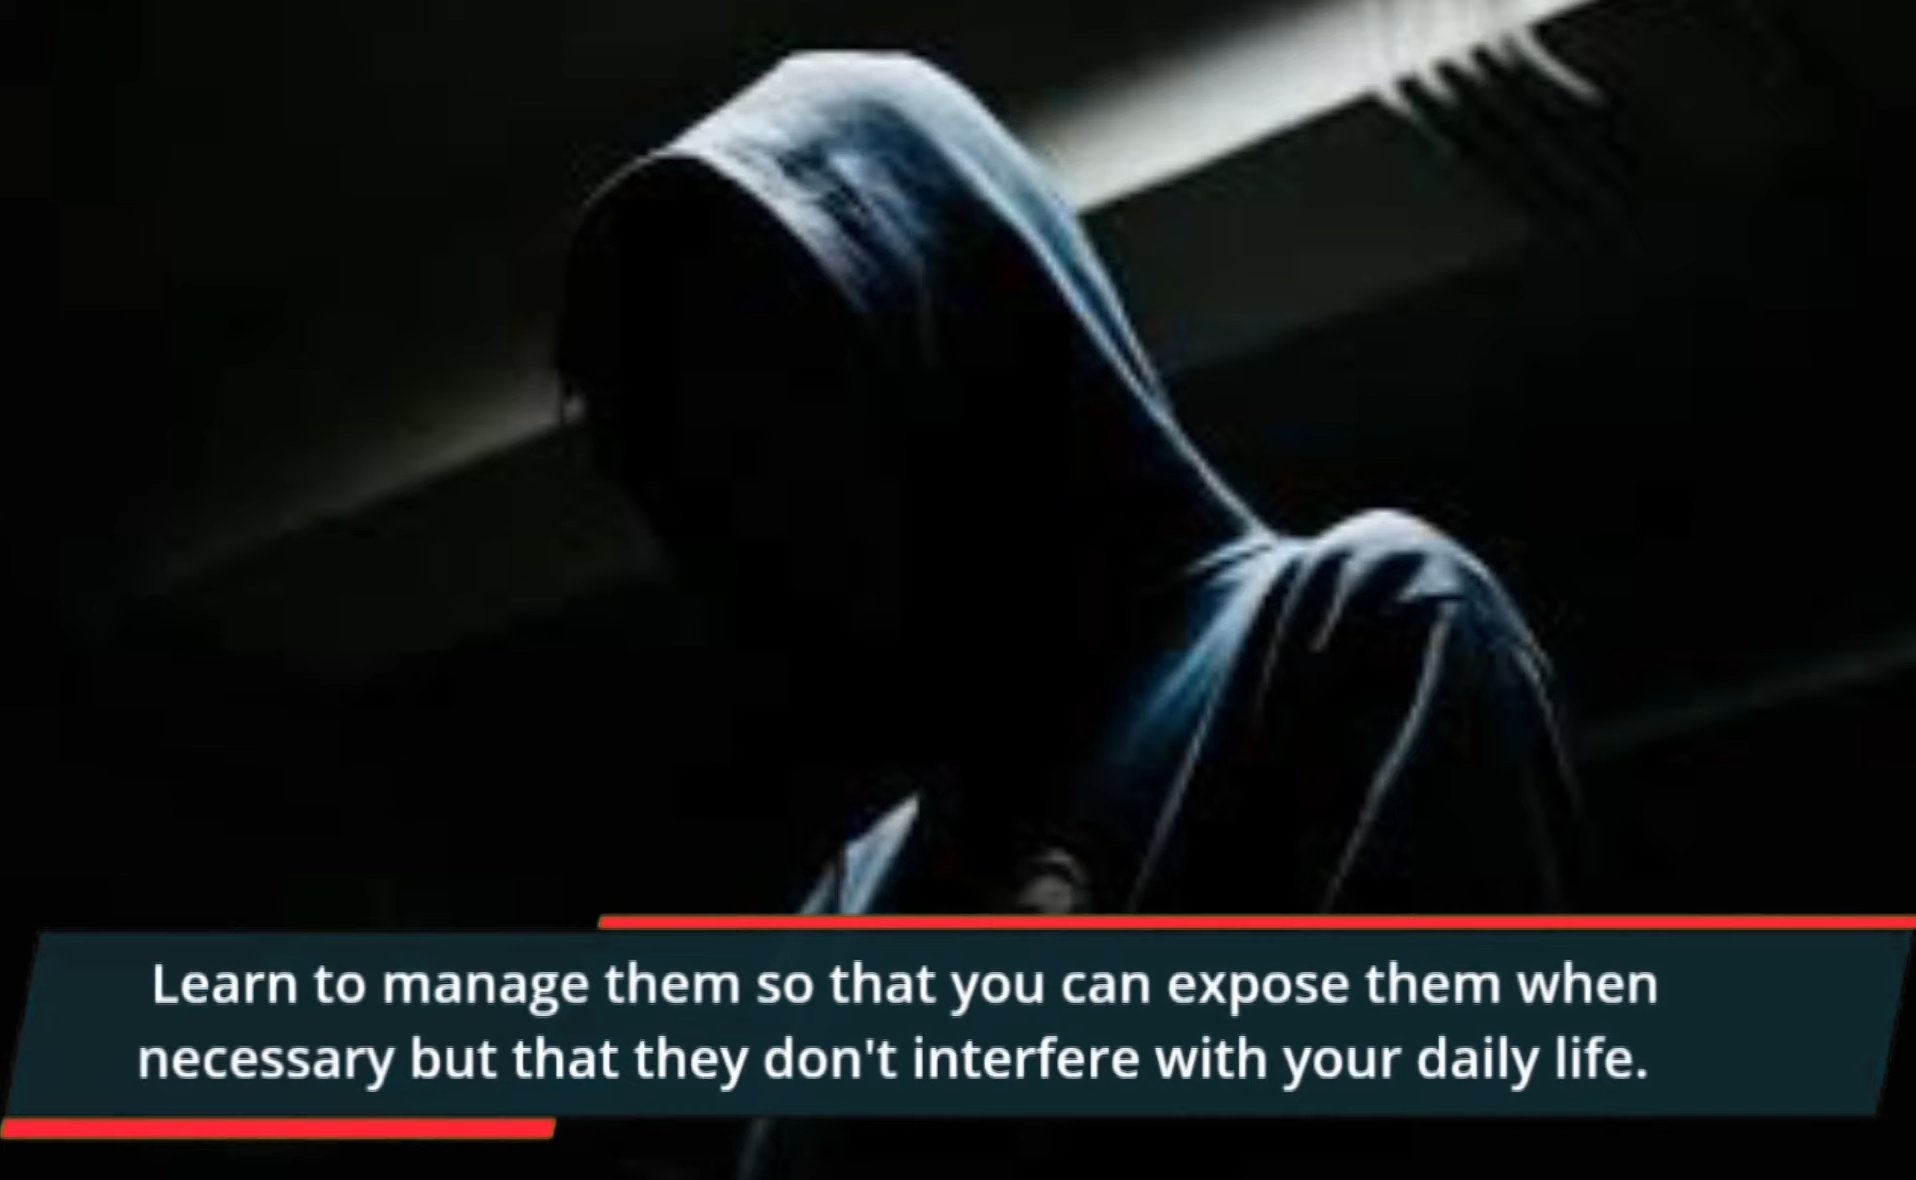 Learn to manage them so that you can expose them when
necessary but that they don't interfere with your daily life.